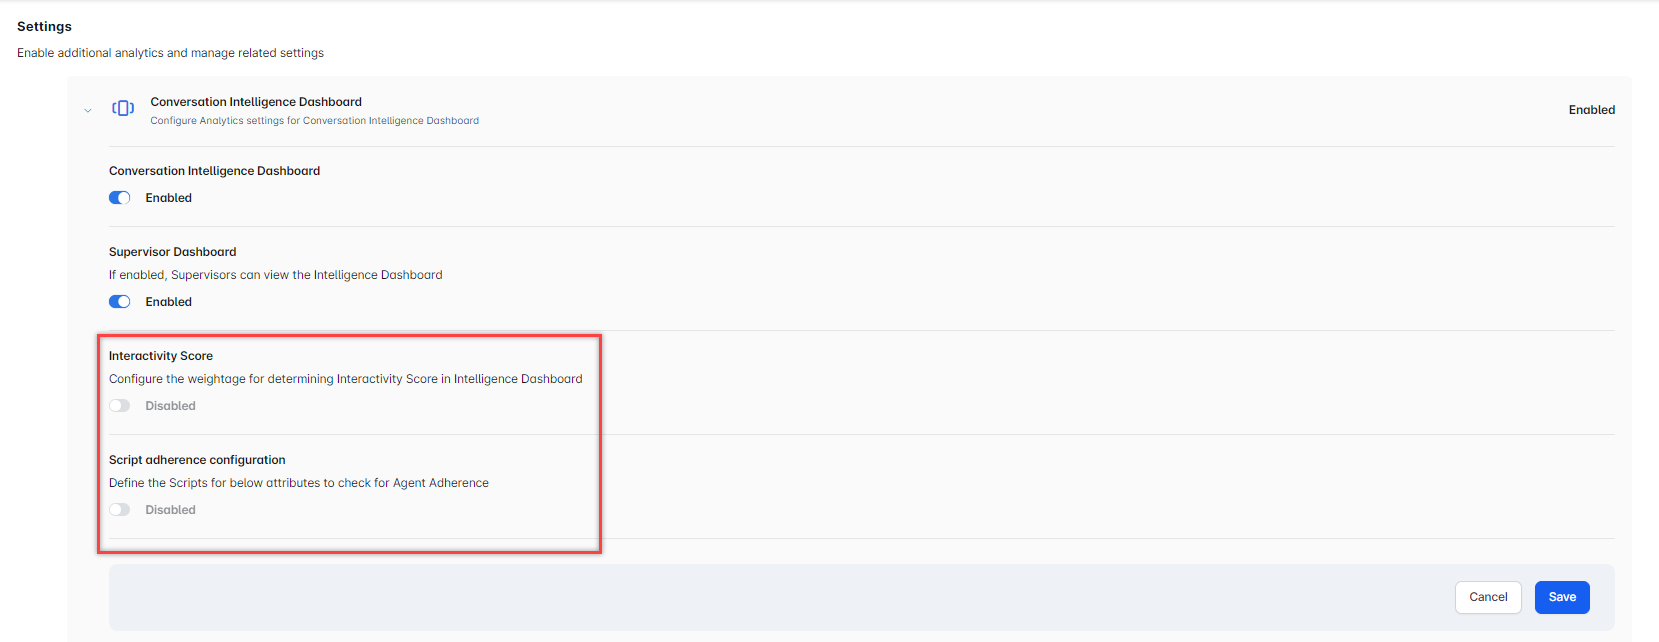 Settings
Enable additional analytics and manage related settings
Conversation Intelligence Dashboard
Configure Analytics settings for Conversation Intelligence Dashboard
Enabled
Conversation Intelligence Dashboard
Enabled
Supervisor Dashboard
If enabled, Supervisors can view the Intelligence Dashboard
Enabled
Interactivity Score
Configure the weightage for determining Interactivity Score in Intelligence Dashboard
Disabled
Script adherence configuration
Define the Scripts for below attributes to check for Agent Adherence
Disabled
Cancel
Save